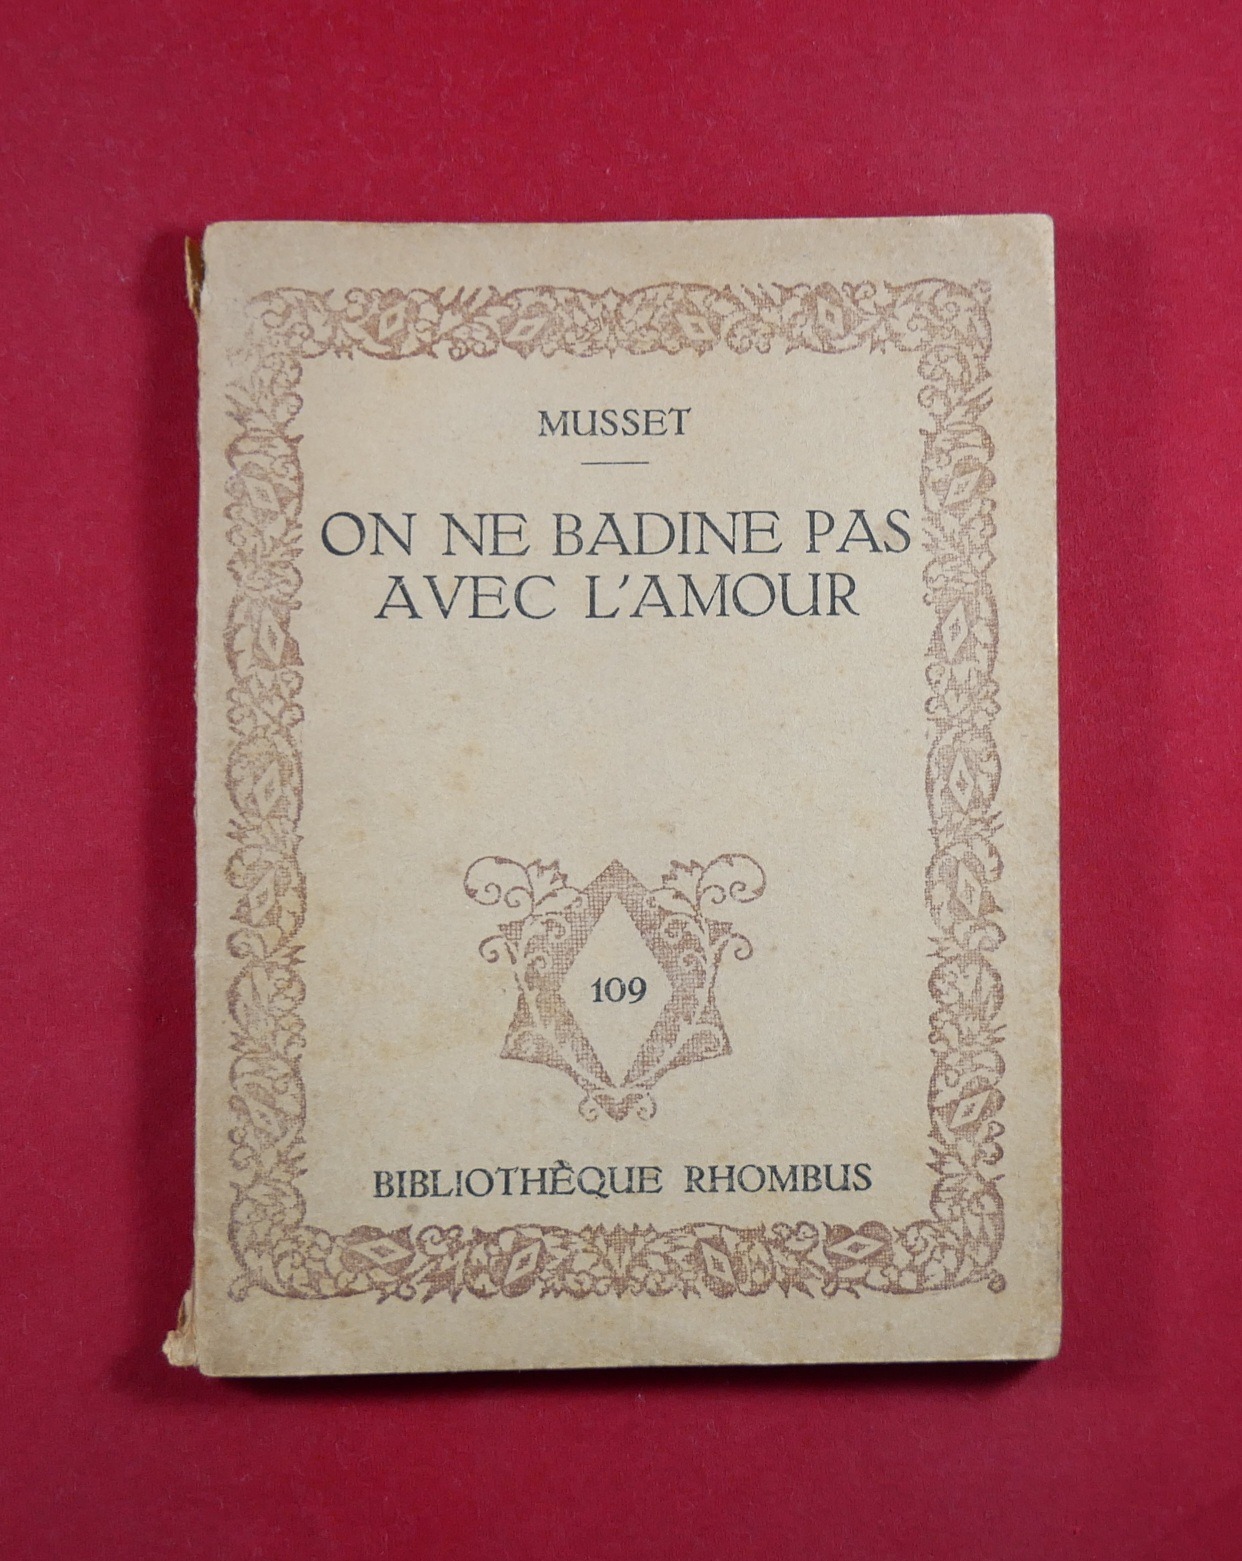 MUSSET
ON NE BADINE PAS
AVEC L'AMOUR
109
BIBLIOTHÈQUE RHOMBUS